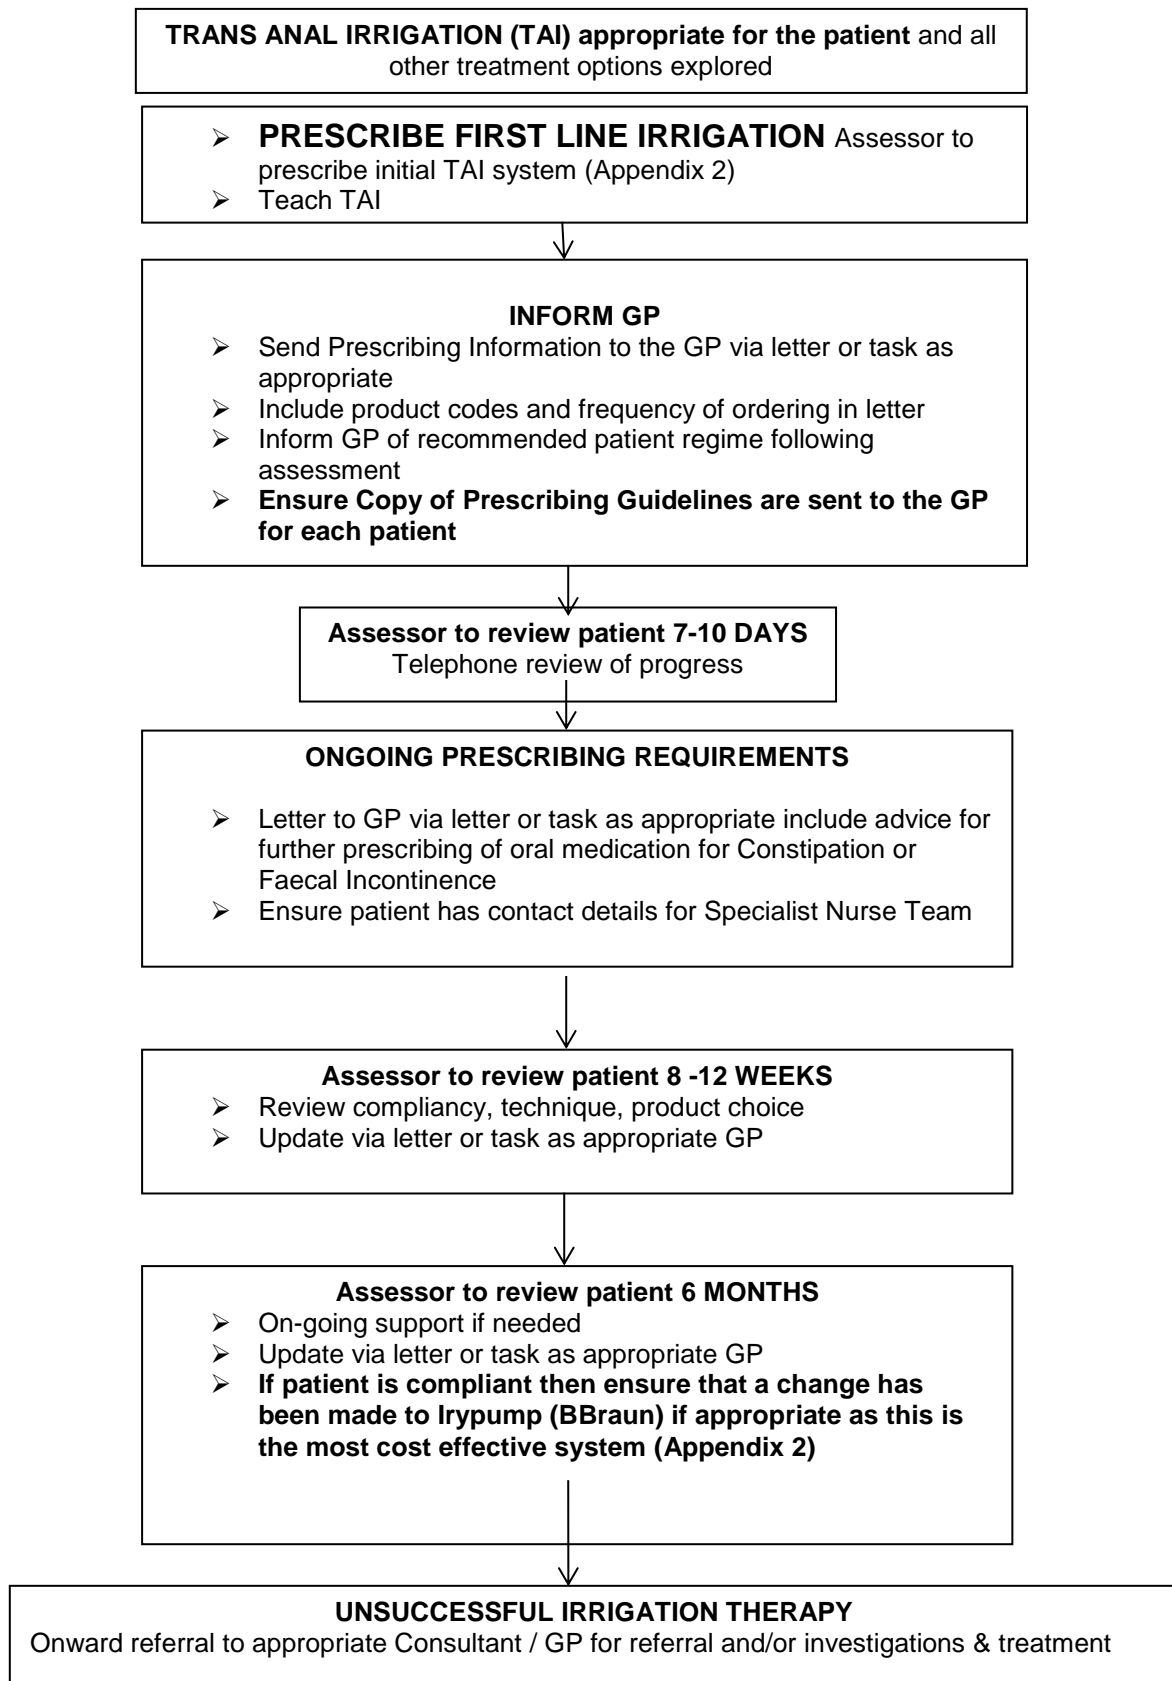 TRANS ANAL IRRIGATION (TAI) appropriate for the patient and all
other treatment options explored
➢ PRESCRIBE FIRST LINE IRRIGATION Assessor to
prescribe initial TAI system (Appendix 2)
➢ Teach TAI
INFORM GP
➢ Send Prescribing Information to the GP via letter or task as
appropriate
➢ Include product codes and frequency of ordering in letter
➢ Inform GP of recommended patient regime following
assessment
➢ Ensure Copy of Prescribing Guidelines are sent to the GP
for each patient
Assessor to review patient 7-10 DAYS
Telephone review of progress
ONGOING PRESCRIBING REQUIREMENTS
➢ Letter to GP via letter or task as appropriate include advice for
further prescribing of oral medication for Constipation or
Faecal Incontinence
➢ Ensure patient has contact details for Specialist Nurse Team
Assessor to review patient 8 -12 WEEKS
➢ Review compliancy, technique, product choice
➢ Update via letter or task as appropriate GP
Assessor to review patient 6 MONTHS
➢ On-going support if needed
➢ Update via letter or task as appropriate GP
➢ If patient is compliant then ensure that a change has
been made to Irypump (BBraun) if appropriate as this is
the most cost effective system (Appendix 2)
UNSUCCESSFUL IRRIGATION THERAPY
Onward referral to appropriate Consultant / GP for referral and/or investigations & treatment